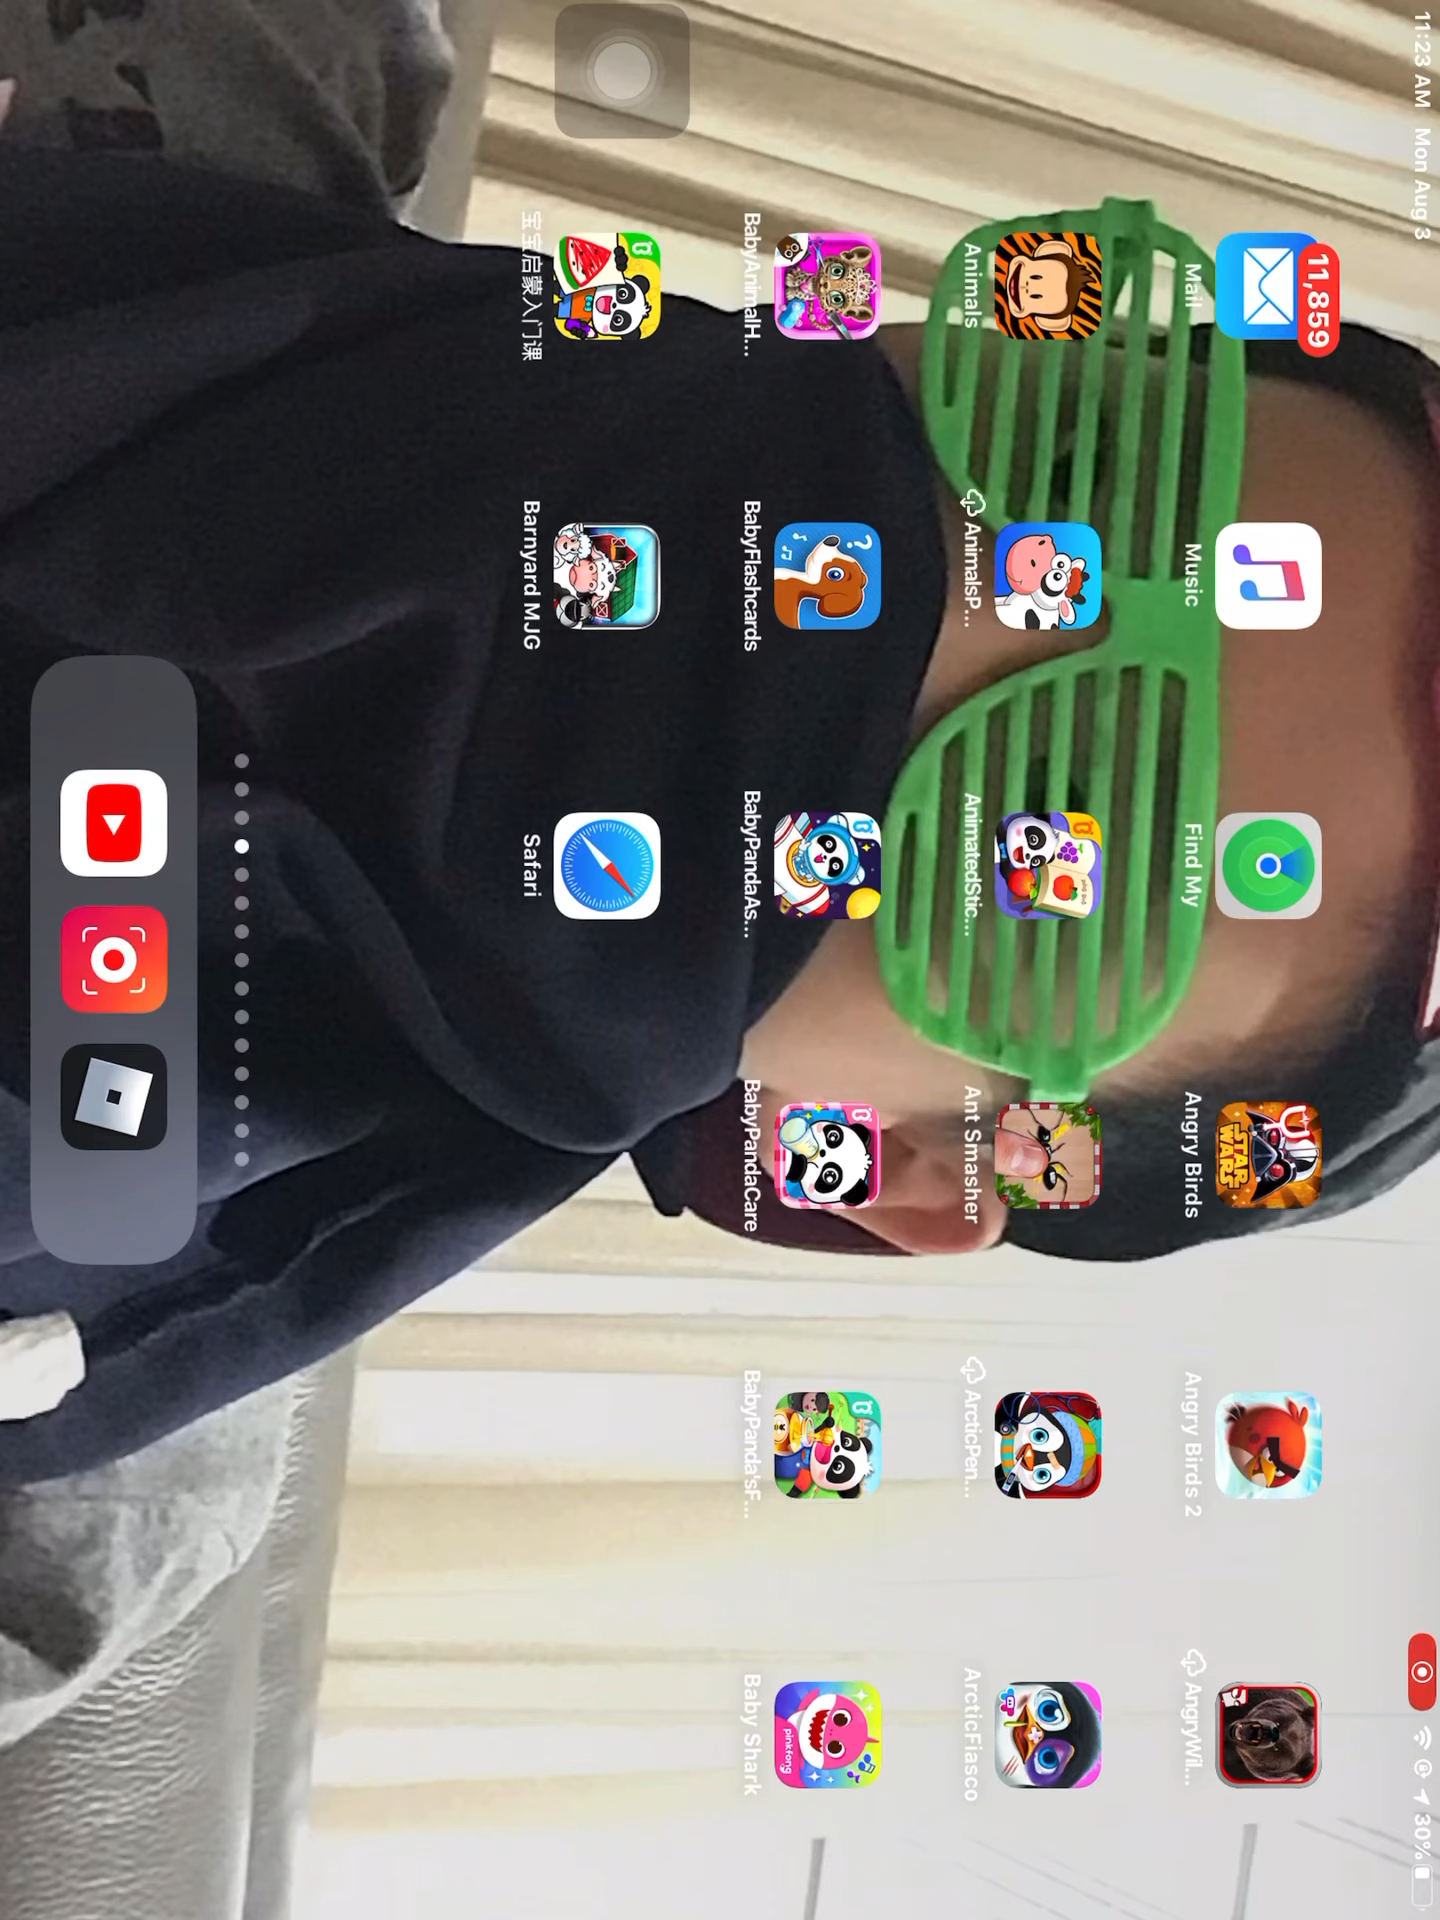 11:23 AM Mon Aug 3
30%
11,859
Mail
Music
Find My
STAR WARS
Angry Birds
Angry Birds 2
AngryWil...
Animals
AnimalsP...
AnimatedStic...
Ant Smasher
ArcticPen...
ArcticFiasco
BabyAnimalH...
?
BabyFlashcards
BabyPandaAs...
BabyPandaCare
BabyPanda'sF...
pinkfong
Baby Shark
宝宝启蒙入门课
Barnyard MJG
Safari